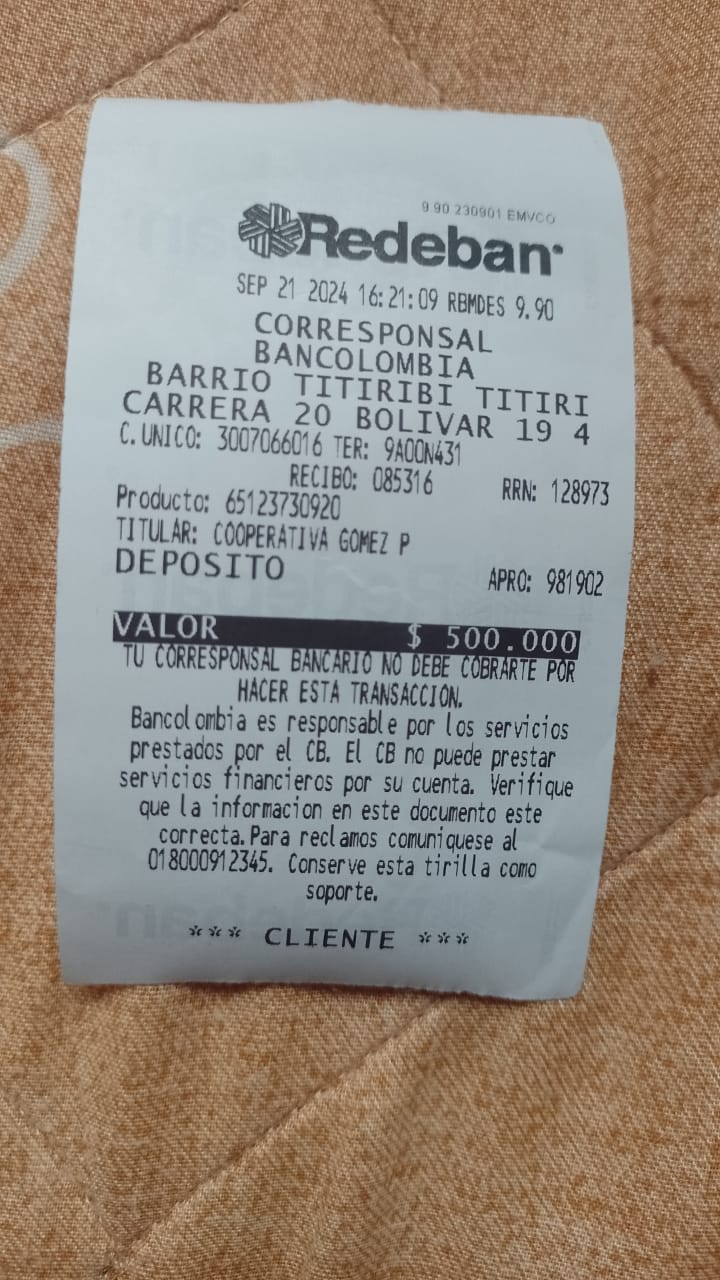 9.90 230901 EMVCO
Redeban
SEP 21 2024 16:21:09 RBMDES 9.90
CORRESPONSAL
BANCOLOMBIA
BARRIO TITIRIBI TITIRI
CARRERA 20 BOLIVAR 19 4
C.UNICO: 3007066016 TER: 9A00N431
RECIBO: 085316 RRN: 128973
Producto: 65123730920
TITULAR: COOPERATIVA GOMEZ P
DEPOSITO APRO: 981902
VALOR $ 500.000
TU CORRESPONSAL BANCARIO NO DEBE COBRARTE POR
HACER ESTA TRANSACCION.
Bancolombia es responsable por los servicios
prestados por el CB. El CB no puede prestar
servicios financieros por su cuenta. Verifique
que la informacion en este documento este
correcta.Para reclamos comuniquese al
018000912345. Conserve esta tirilla como
soporte.
*** CLIENTE ***